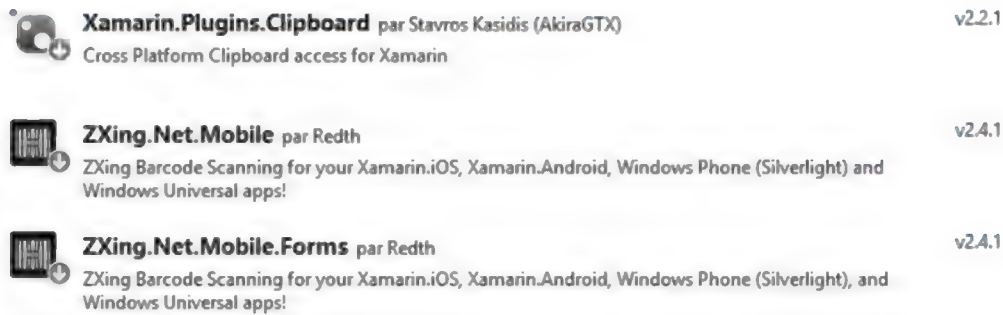 Xamarin.Plugins.Clipboard par Stavros Kasidis (AkiraGTX) v2.2.1
Cross Platform Clipboard access for Xamarin
ZXing.Net.Mobile par Redth v2.4.1
ZXing Barcode Scanning for your Xamarin.iOS, Xamarin.Android, Windows Phone (Silverlight) and
Windows Universal apps!
ZXing.Net.Mobile.Forms par Redth v2.4.1
ZXing Barcode Scanning for your Xamarin.iOS, Xamarin.Android, Windows Phone (Silverlight), and
Windows Universal apps!